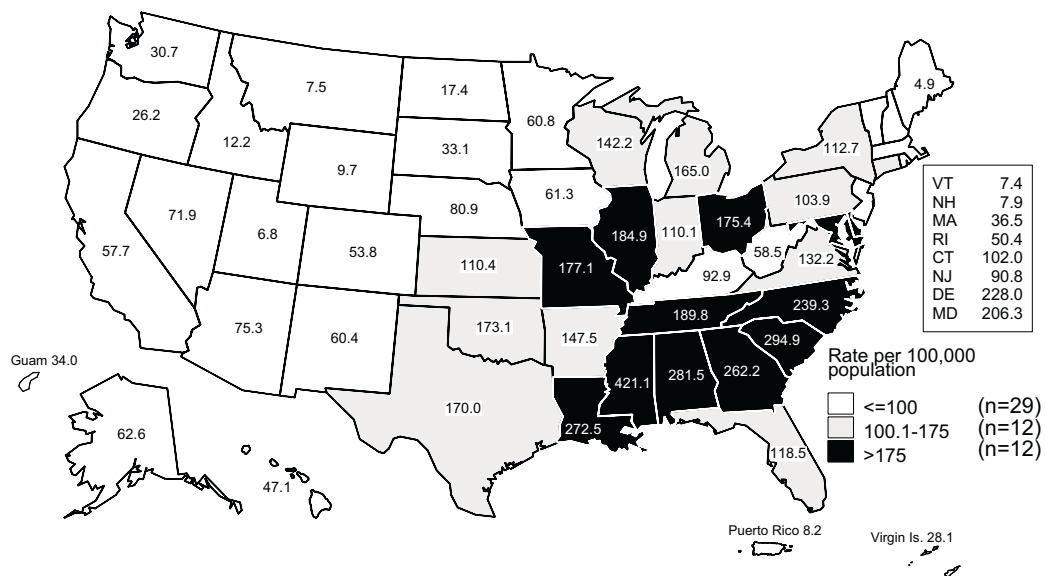 30.7
7.5
17.4
60.8
4.9
26.2
12.2
33.1
142.2
112.7
9.7
165.0
61.3
103.9
71.9
80.9
175.4
6.8
184.9
110.1
57.7
53.8
58.5
132.2
110.4
177.1
92.9
VT 7.4
NH 7.9
MA 36.5
RI 50.4
CT 102.0
NJ 90.8
DE 228.0
MD 206.3
239.3
189.8
75.3
173.1
60.4
147.5
294.9
Guam 34.0
262.2
281.5
421.1
170.0
272.5
62.6
118.5
47.1
Rate per 100,000
population
<=100 (n=29)
100.1-175 (n=12)
>175 (n=12)
Puerto Rico 8.2
Virgin Is. 28.1